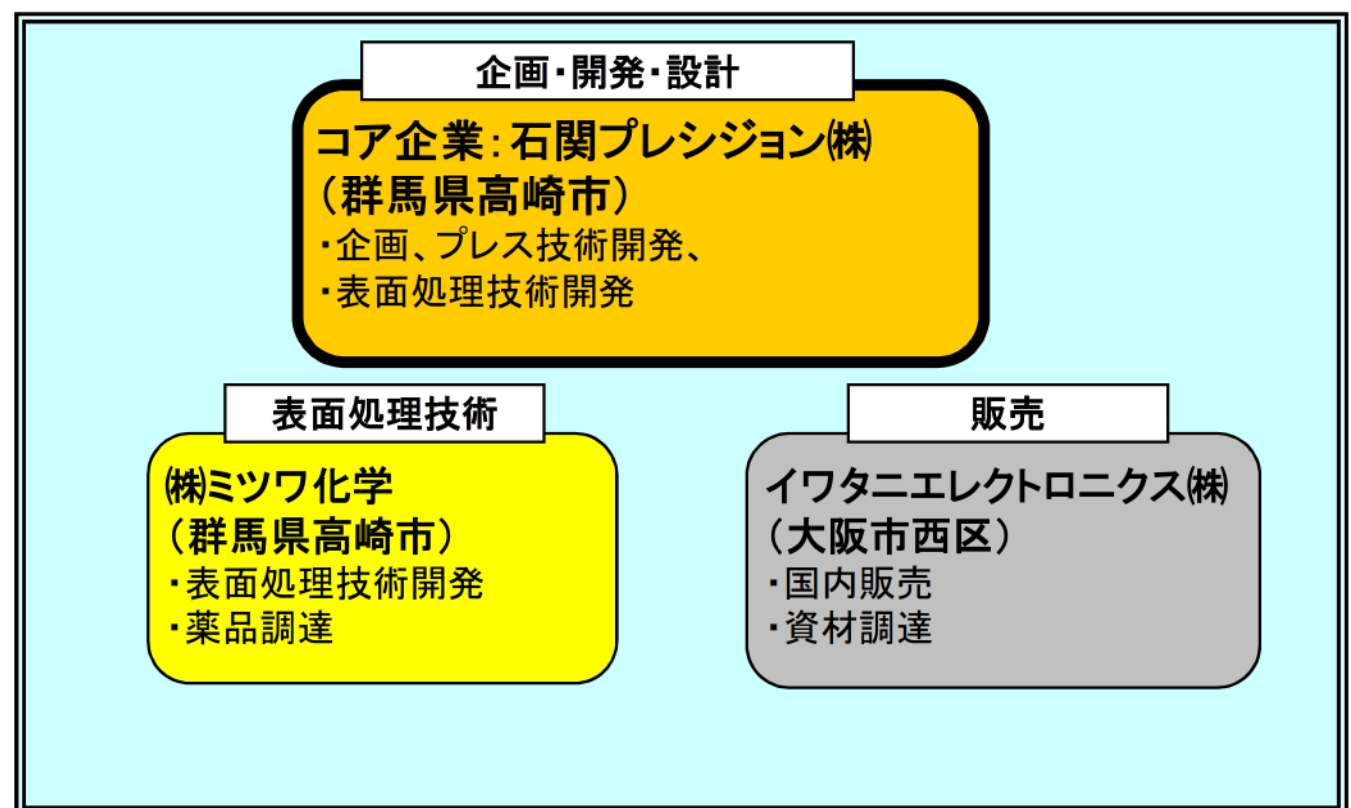 企画・開発・設計
コア企業：石関プレシジョン㈱
（群馬県高崎市）
・企画、プレス技術開発、
・表面処理技術開発
表面処理技術
㈱ミツワ化学
（群馬県高崎市）
・表面処理技術開発
・薬品調達
販売
イワタニエレクトロニクス㈱
（大阪市西区）
・国内販売
・資材調達